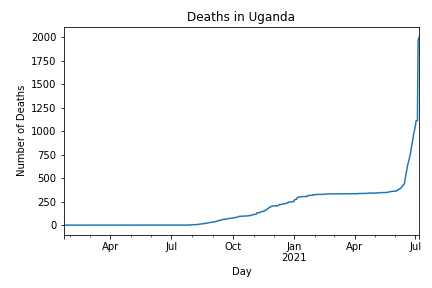 Deaths in Uganda
2000
1750
1500
1250
1000
750
500
250
0
Number of Deaths
Apr
Jul
Oct
Jan
2021
Apr
Jul
Day